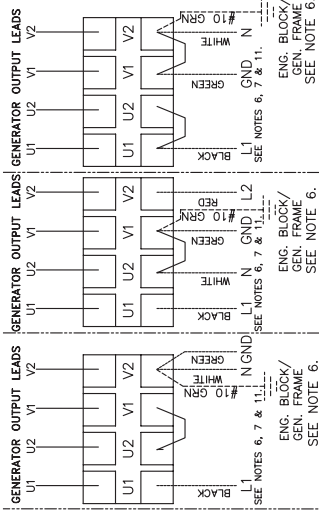 GENERATOR OUTPUT LEADS
U1 U2 V1 V2
U1 U2 V1 V2
BLACK #10 GRN WHITE GREEN
L1 N GND
SEE NOTES 6, 7 & 11.
ENG. BLOCK/
GEN. FRAME
SEE NOTE 6.
GENERATOR OUTPUT LEADS
U1 U2 V1 V2
U1 U2 V1 V2
BLACK WHITE GREEN #10 GRN RED
L1 N GND L2
SEE NOTES 6, 7 & 11.
ENG. BLOCK/
GEN. FRAME
SEE NOTE 6.
GENERATOR OUTPUT LEADS
U1 U2 V1 V2
U1 U2 V1 V2
BLACK GREEN WHITE #10 GRN
L1 GND N
SEE NOTES 6, 7 & 11.
ENG. BLOCK/
GEN. FRAME
SEE NOTE 6.